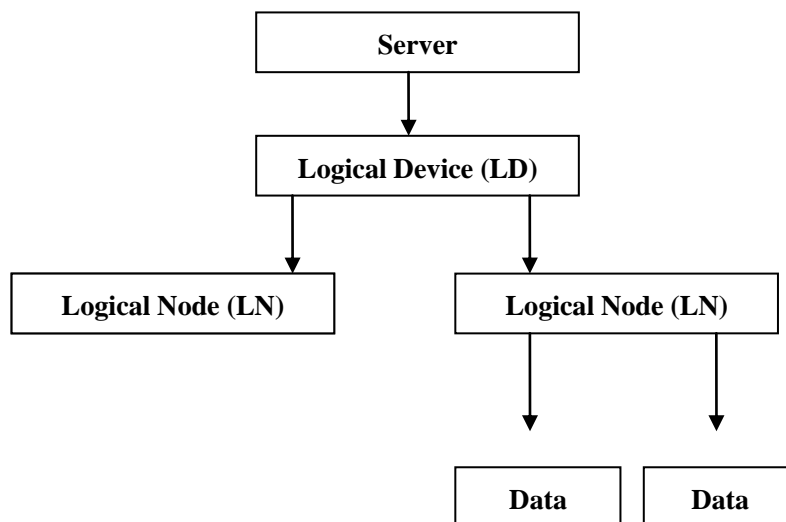 Server
Logical Device (LD)
Logical Node (LN)
Logical Node (LN)
Data
Data